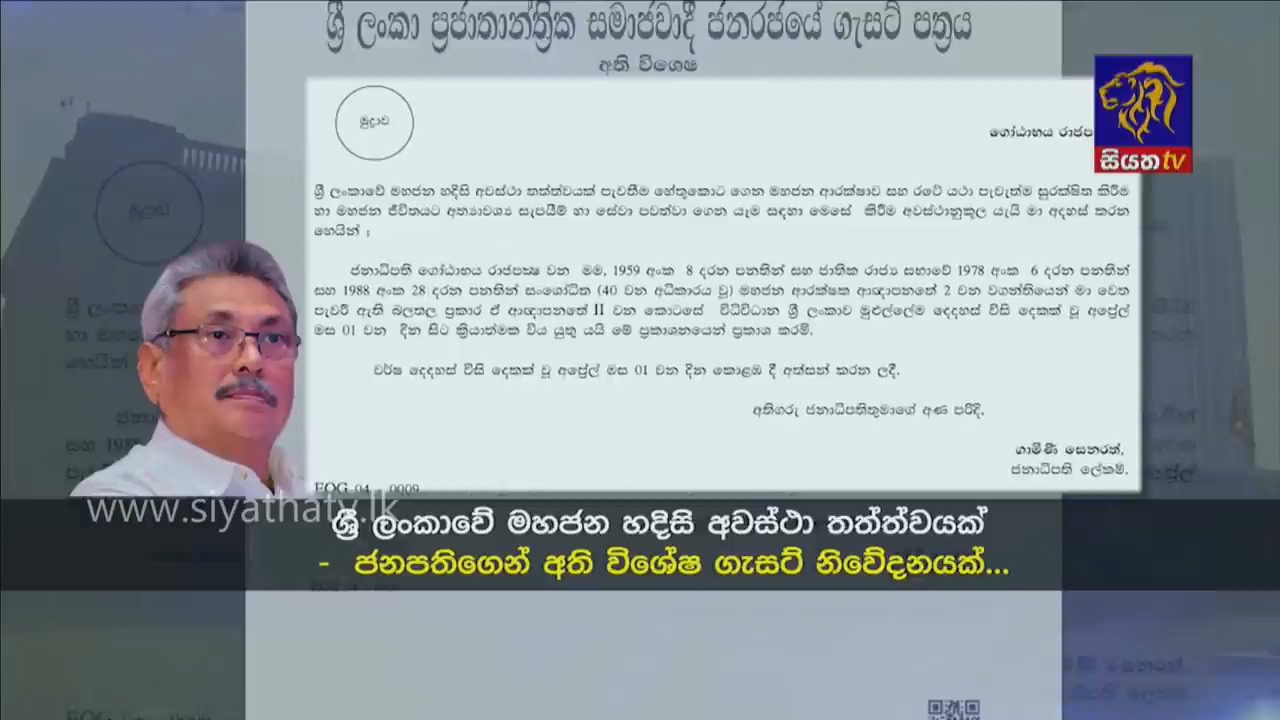 ශ්‍රී ලංකා ප්‍රජාතාන්ත්‍රික සමාජවාදී ජනරජයේ ගැසට් පත්‍රය
අති විශෙෂ
මුද්‍රාව
ගෝඨාභය
සියත tv
ශ්‍රී ලංකාවේ මහජන හදිසි අවස්ථා තත්ත්වයක් පැවතීම හේතුකොට ගෙන මහජන ආරක්ෂාව සහ රටේ යථා පැවැත්ම සුරක්ෂිත කිරීම
හා මහජන ජීවිතයට අත්‍යාවශ්‍ය සැපයීම් හා සේවා පවත්වා ගෙන යෑම සඳහා මෙසේ කිරීම අවස්ථානුකූල යැයි මා අදහස් කරන
හෙයින් ;
ජනාධිපති ගෝඨාභය රාජපක්‍ෂ වන මම, 1959 අංක 8 දරන පනතින් සහ ජාතික රාජ්‍ය සභාවේ 1978 අංක 6 දරන පනතින්
සහ 1988 අංක 28 දරන පනතින් සංශෝධිත (40 වන අධිකාරය වූ) මහජන ආරක්ෂක ආඥාපනතේ 2 වන වගන්තියෙන් මා වෙත
පැවරී ඇති බලතල ප්‍රකාර ඒ ආඥාපනතේ II වන කොටසේ විධිවිධාන ශ්‍රී ලංකාව මුළුල්ලේම දෙදහස් විසි දෙකක් වූ අප්‍රේල්
මස 01 වන දින සිට ක්‍රියාත්මක විය යුතු යයි මේ ප්‍රකාශනයෙන් ප්‍රකාශ කරමි.
වර්ෂ දෙදහස් විසි දෙකක් වූ අප්‍රේල් මස 01 වන දින කොළඹ දී අත්සන් කරන ලදී.
අතිගරු ජනාධිපතිතුමාගේ අණ පරිදි,
ගාමිණී සෙනරත්,
ජනාධිපති ලේකම්.
EOG 04 0009
www.siyathatv.lk
ශ්‍රී ලංකාවේ මහජන හදිසි අවස්ථා තත්ත්වයක්
- ජනපතිගෙන් අති විශේෂ ගැසට් නිවේදනයක්...